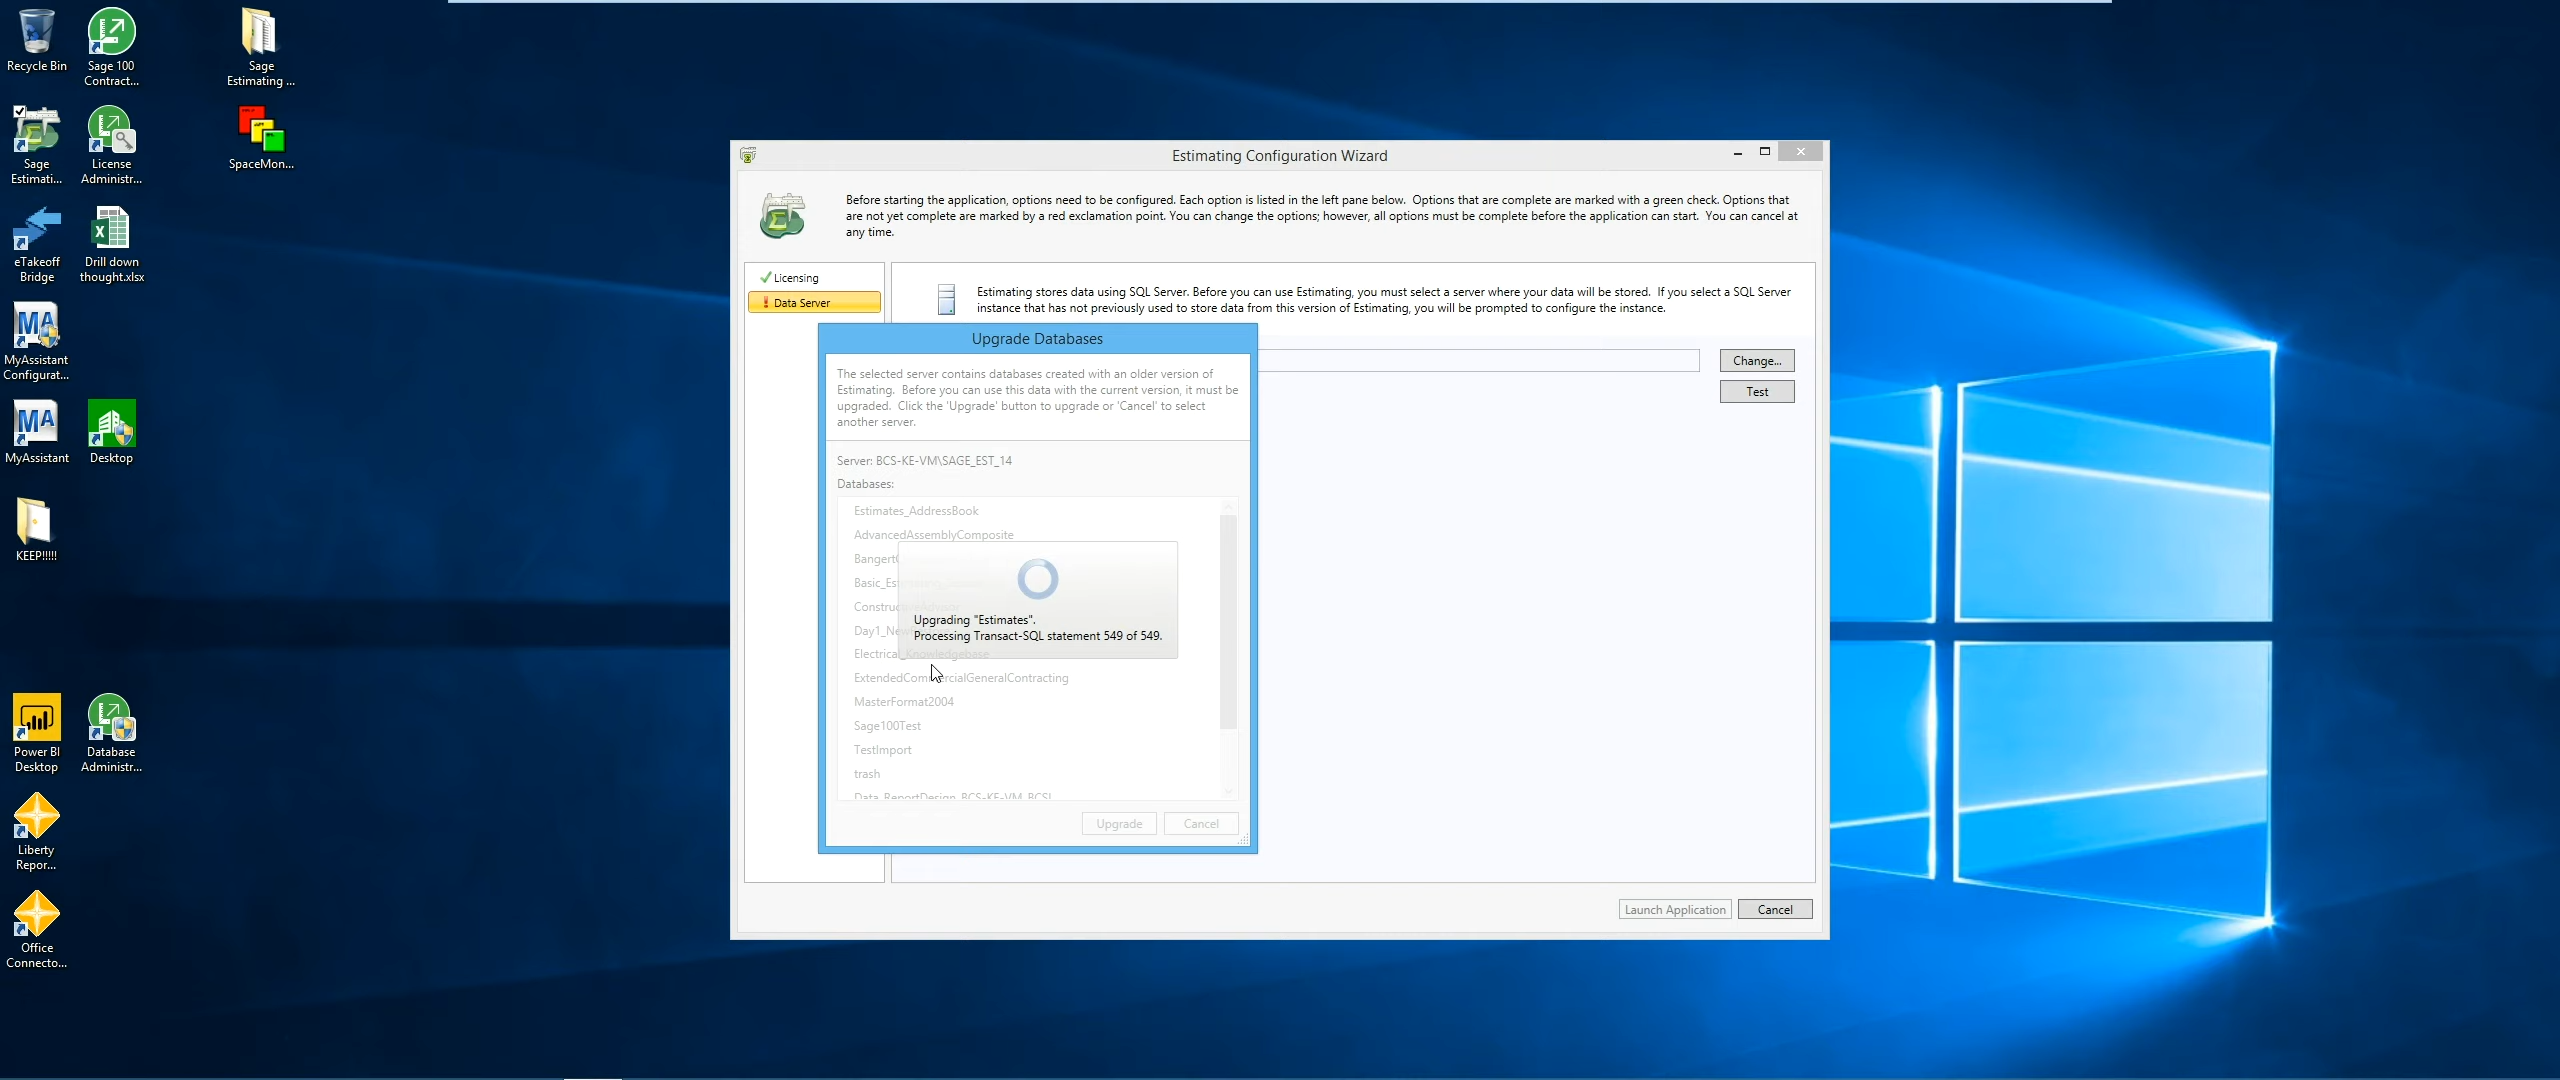 Recycle Bin
Sage 100
Contract...
Sage
Estimating ...
Sage
Estimati...
License
Administr...
SpaceMon...
eTakeoff
Bridge
Drill down
thought.xlsx
MyAssistant
Configurat...
MyAssistant
Desktop
KEEP!!!!!
Power BI
Desktop
Database
Administr...
Liberty
Repor...
Office
Connecto...
Estimating Configuration Wizard
Before starting the application, options need to be configured. Each option is listed in the left pane below.  Options that are complete are marked with a green check. Options that
are not yet complete are marked by a red exclamation point. You can change the options; however, all options must be complete before the application can start.  You can cancel at
any time.
Licensing
Data Server
Estimating stores data using SQL Server. Before you can use Estimating, you must select a server where your data will be stored.  If you select a SQL Server
instance that has not previously used to store data from this version of Estimating, you will be prompted to configure the instance.
Change...
Test
Upgrade Databases
The selected server contains databases created with an older version of
Estimating.  Before you can use this data with the current version, it must be
upgraded.  Click the 'Upgrade' button to upgrade or 'Cancel' to select
another server.
Server: BCS-KE-VM\SAGE_EST_14
Databases:
Estimates_AddressBook
AdvancedAssemblyComposite
Upgrading "Estimates".
Processing Transact-SQL statement 549 of 549.
Electrical_Knowledgebase
ExtendedCommercialGeneralContracting
MasterFormat2004
Sage100Test
TestImport
trash
Data_ReportDesign_BCS-KE-VM_BCSI
Upgrade
Cancel
Launch Application
Cancel